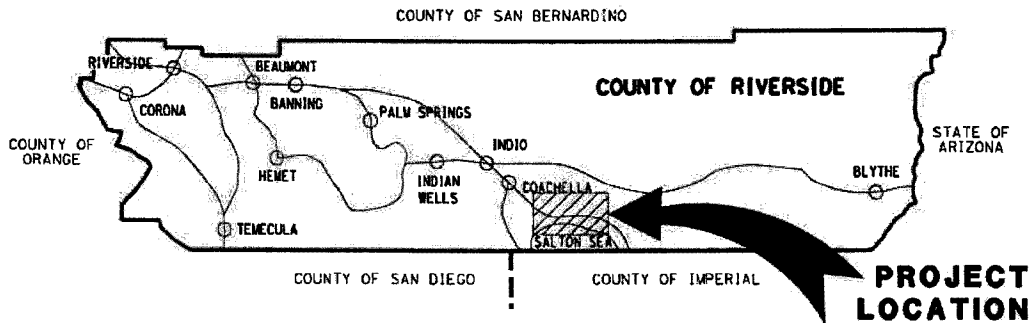 COUNTY OF SAN BERNARDINO
RIVERSIDE
BEAUMONT
COUNTY OF RIVERSIDE
BANNING
CORONA
PALM SPRINGS
COUNTY OF
ORANGE
STATE OF
ARIZONA
INDIO
HEMET
INDIAN
WELLS
BLYTHE
COACHELLA
TEMECULA
SALTON SEA
COUNTY OF SAN DIEGO
COUNTY OF IMPERIAL
PROJECT
LOCATION